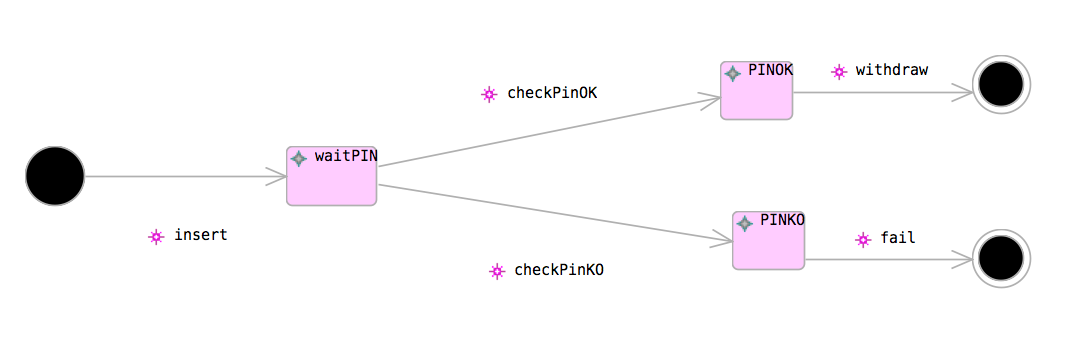 PINOK
withdraw
checkPinOK
waitPIN
PINKO
insert
fail
checkPinKO